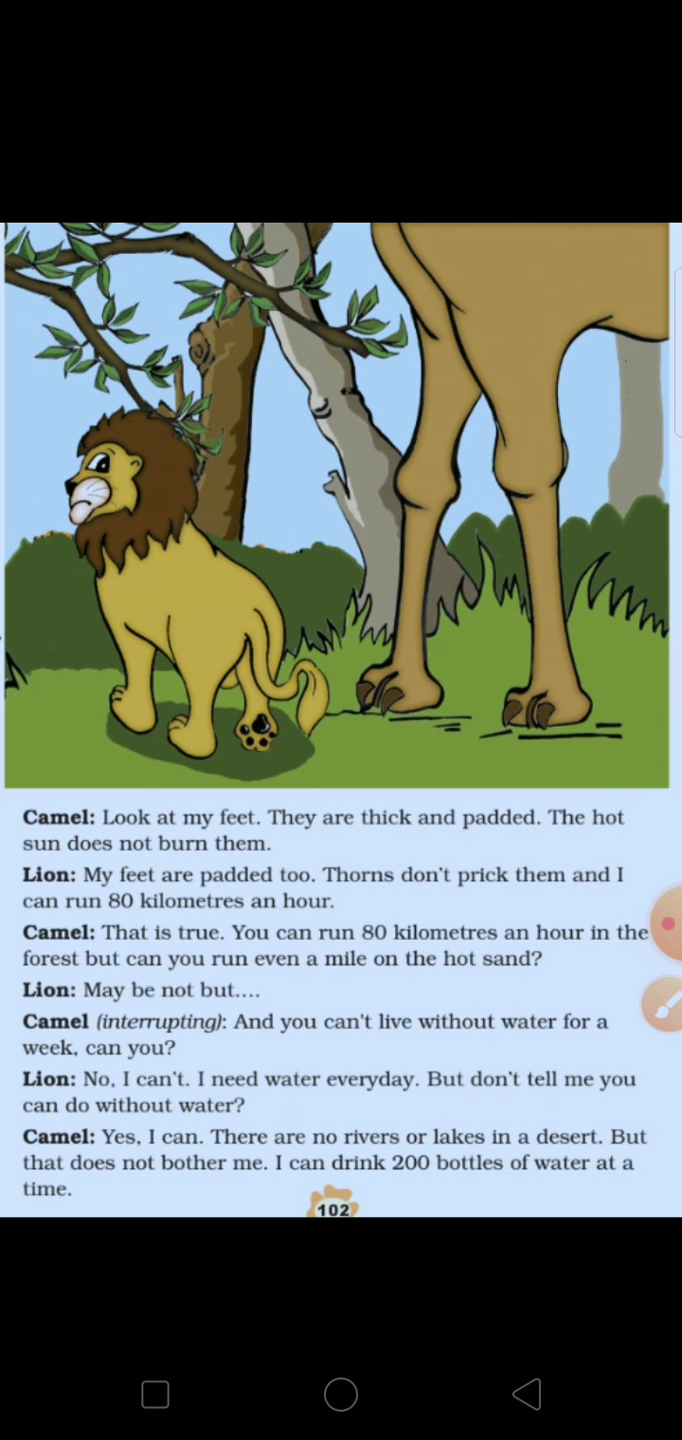 Camel: Look at my feet. They are thick and padded. The hot
sun does not burn them.
Lion: My feet are padded too. Thorns don't prick them and I
can run 80 kilometres an hour.
Camel: That is true. You can run 80 kilometres an hour in the
forest but can you run even a mile on the hot sand?
Lion: May be not but....
Camel (interrupting): And you can't live without water for a
week, can you?
Lion: No, I can't. I need water everyday. But don't tell me you
can do without water?
Camel: Yes, I can. There are no rivers or lakes in a desert. But
that does not bother me. I can drink 200 bottles of water at a
time.
102